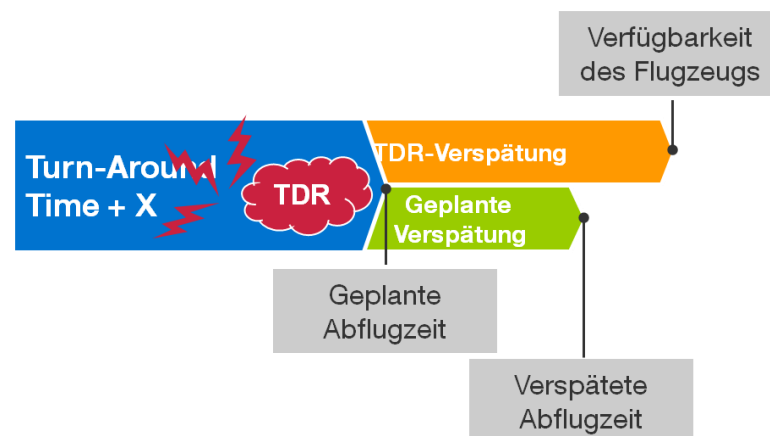 Verfügbarkeit
des Flugzeugs
Turn-Around
Time + X
TDR
TDR-Verspätung
Geplante
Verspätung
Geplante
Abflugzeit
Verspätete
Abflugzeit